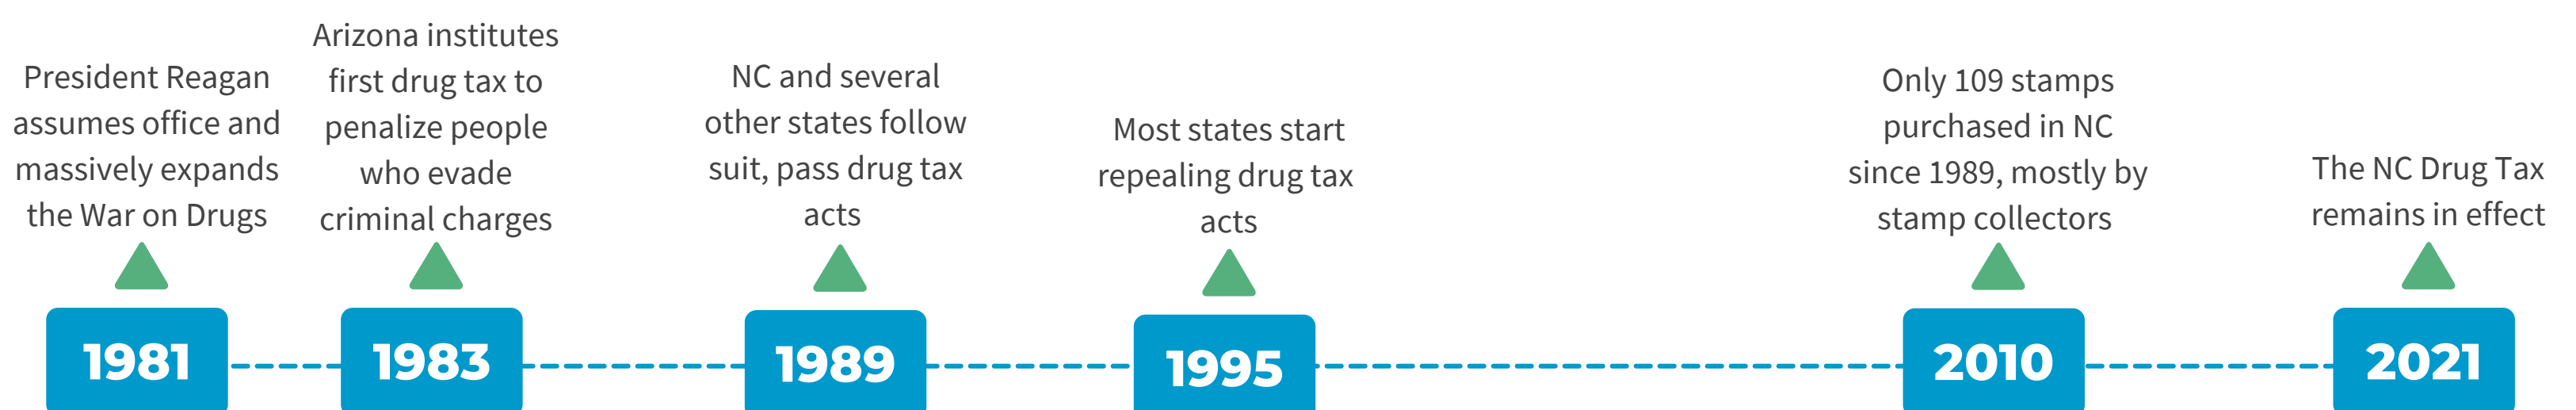 President Reagan
assumes office and
massively expands
the War on Drugs
1981
Arizona institutes
first drug tax to
penalize people
who evade
criminal charges
1983
NC and several
other states follow
suit, pass drug tax
acts
1989
Most states start
repealing drug tax
acts
1995
Only 109 stamps
purchased in NC
since 1989, mostly by
stamp collectors
2010
The NC Drug Tax
remains in effect
2021